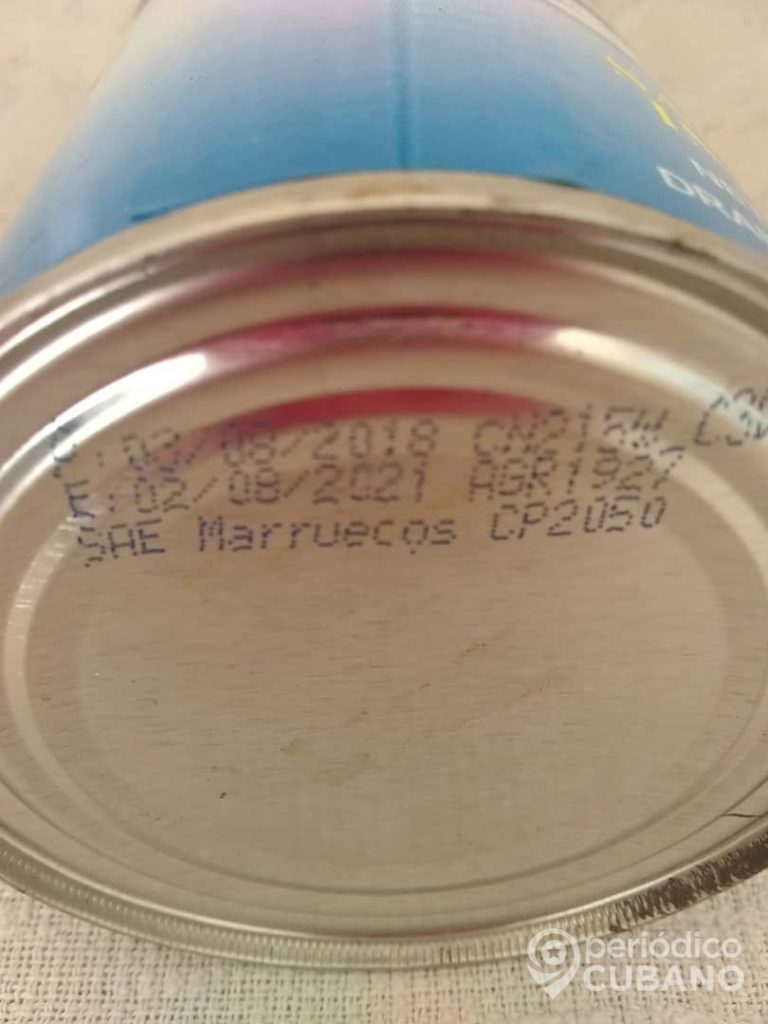 03/08/2018 CN215W
:02/08/2021 AGR1927
SAE Marruecos CP2050
periódico
CUBANO